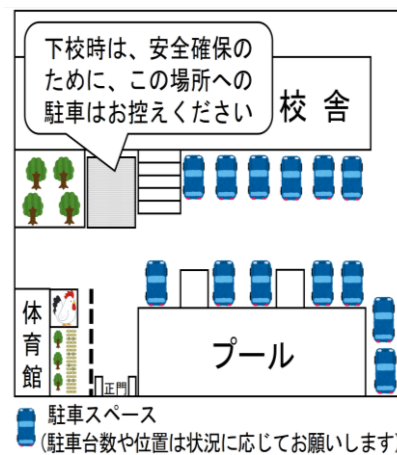 下校時は、安全確保の
ために、この場所への
駐車はお控えください
校舎
体育館
プール
正門
駐車スペース
(駐車台数や位置は状況に応じてお願いします)